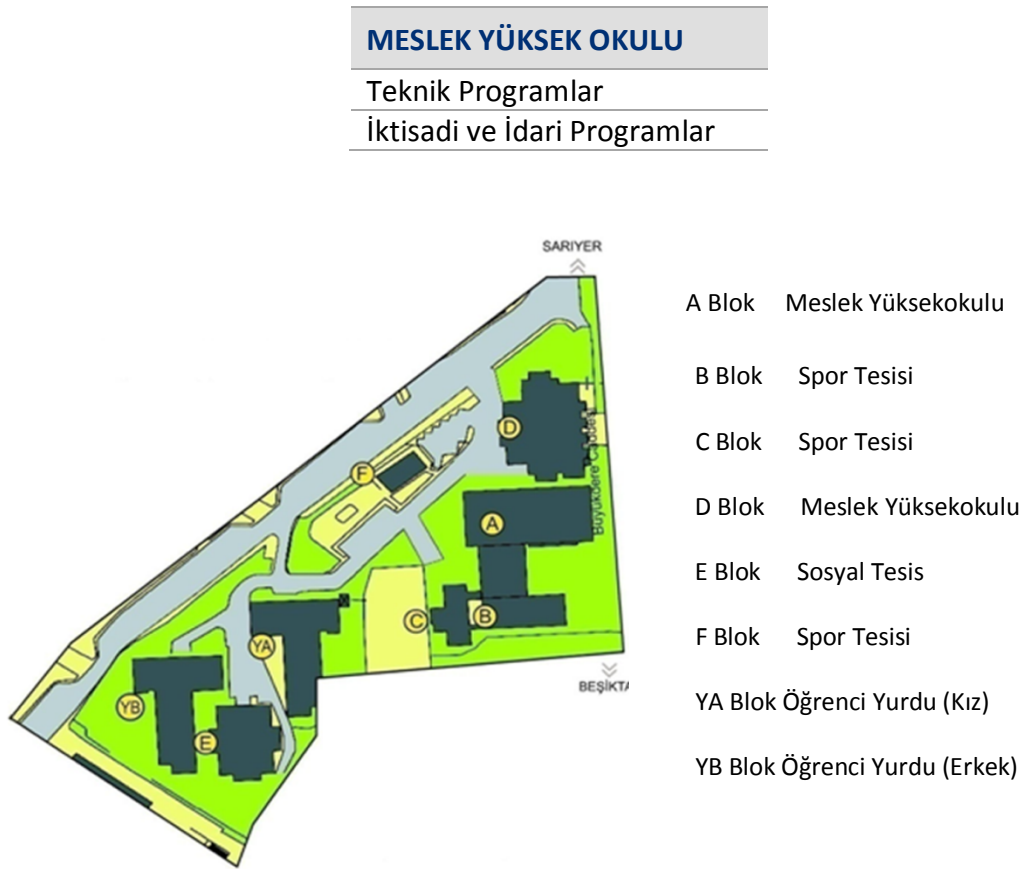 MESLEK YÜKSEK OKULU
Teknik Programlar
İktisadi ve İdari Programlar
SARIYER
A Blok Meslek Yüksekokulu
B Blok Spor Tesisi
C Blok Spor Tesisi
D Blok Meslek Yüksekokulu
E Blok Sosyal Tesis
F Blok Spor Tesisi
YA Blok Öğrenci Yurdu (Kız)
YB Blok Öğrenci Yurdu (Erkek)
D
F
Büyükdere Caddesi
A
C
B
YA
BEŞİKTA
YB
E